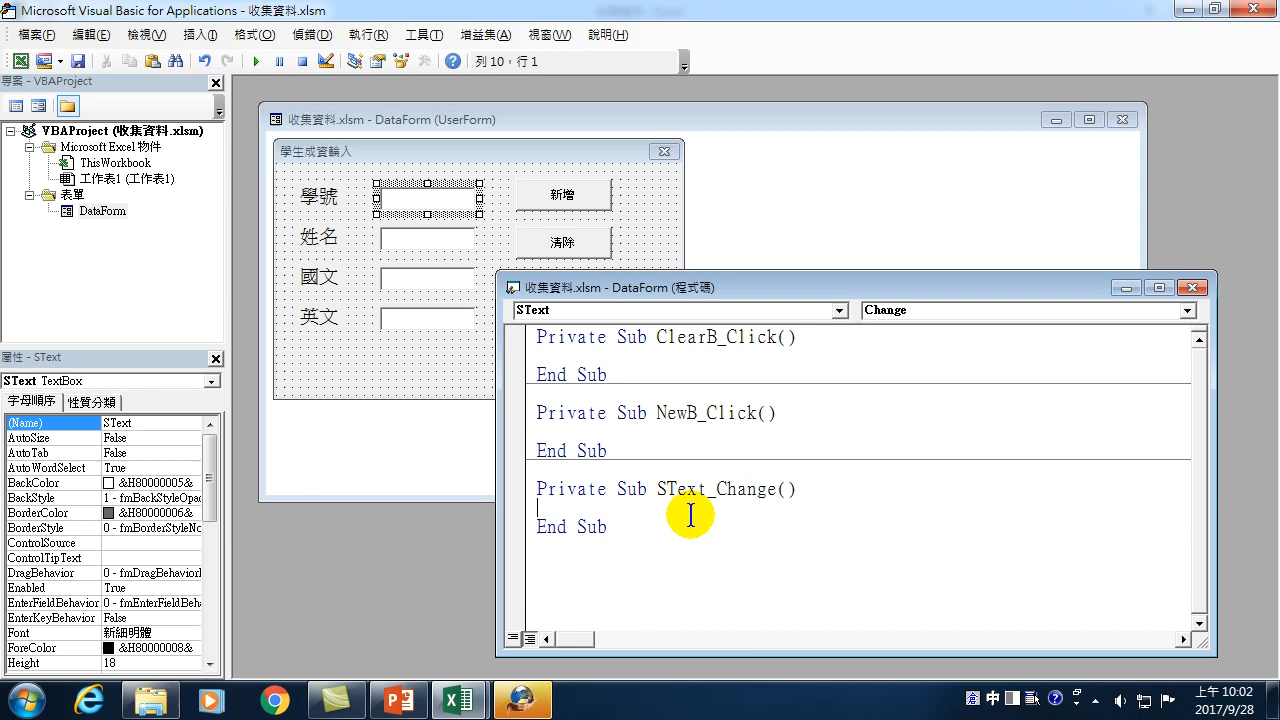 Microsoft Visual Basic for Applications - 收集資料.xlsm
檔案(F) 編輯(E) 檢視(V) 插入(I) 格式(O) 偵錯(D) 執行(R) 工具(T) 增益集(A) 視窗(W) 說明(H)
列 10，行 1
專案 - VBAProject
VBAProject (收集資料.xlsm)
Microsoft Excel 物件
ThisWorkbook
工作表1 (工作表1)
表單
DataForm
屬性 - SText
SText TextBox
字母順序 性質分類
(Name) SText
AutoSize False
AutoTab False
AutoWordSelect True
BackColor &H80000005&
BackStyle 1 - fmBackStyleOpa
BorderColor &H80000006&
BorderStyle 0 - fmBorderStyleNo
ControlSource
ControlTipText
DragBehavior 0 - fmDragBehaviorI
Enabled True
EnterFieldBehavior 0 - fmEnterFieldBeha
EnterKeyBehavior False
Font 新細明體
ForeColor &H80000008&
Height 18
收集資料.xlsm - DataForm (UserForm)
學生成資輸入
學號 新增
姓名 清除
國文
英文
收集資料.xlsm - DataForm (程式碼)
SText Change
Private Sub ClearB_Click()
End Sub
Private Sub NewB_Click()
End Sub
Private Sub SText_Change()
End Sub
中
上午 10:02
2017/9/28